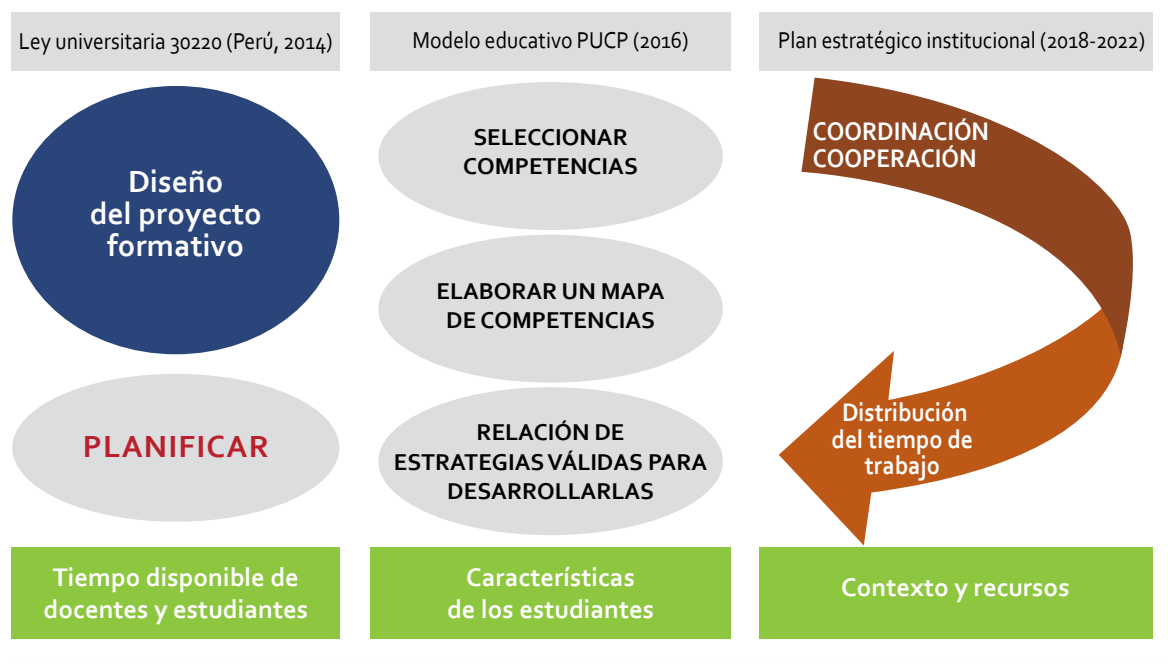 Ley universitaria 30220 (Perú, 2014)
Modelo educativo PUCP (2016)
Plan estratégico institucional (2018-2022)
Diseño
del proyecto
formativo
PLANIFICAR
SELECCIONAR
COMPETENCIAS
ELABORAR UN MAPA
DE COMPETENCIAS
RELACIÓN DE
ESTRATEGIAS VÁLIDAS PARA
DESARROLLARLAS
COORDINACIÓN
COOPERACIÓN
Distribución
del tiempo de
trabajo
Tiempo disponible de
docentes y estudiantes
Características
de los estudiantes
Contexto y recursos